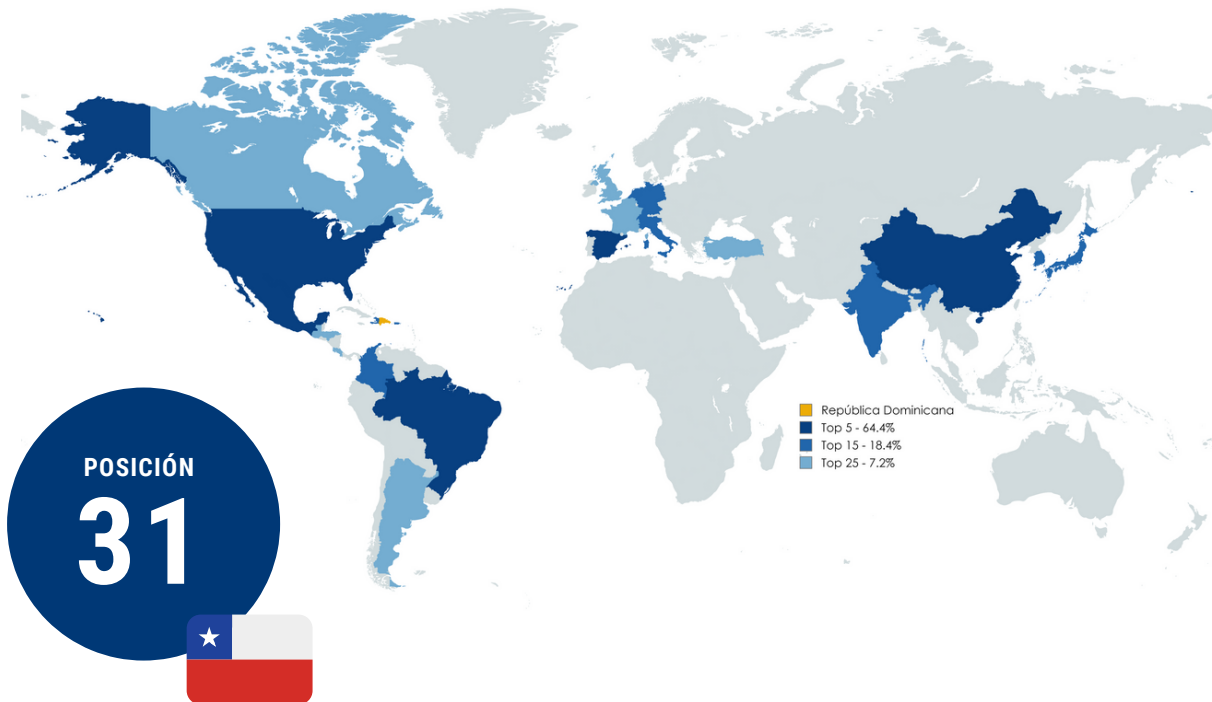 República Dominicana
Top 5 - 64.4%
Top 15 - 18.4%
Top 25 - 7.2%
POSICIÓN
31